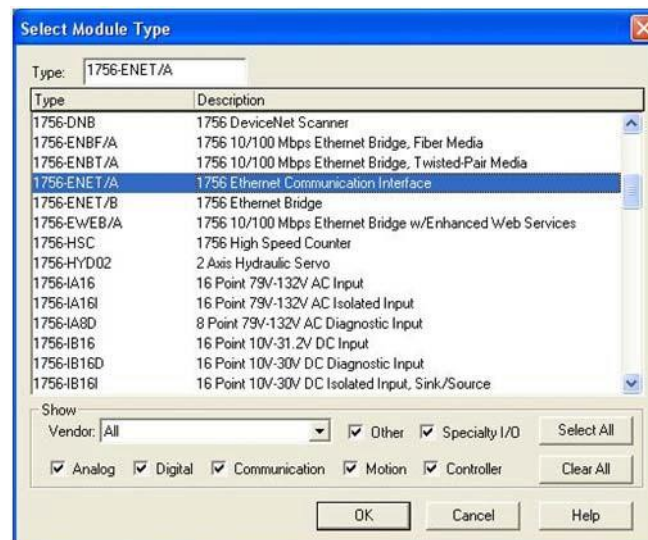 Select Module Type
Type: 1756-ENET/A
Type Description
1756-DNB 1756 DeviceNet Scanner
1756-ENBF/A 1756 10/100 Mbps Ethernet Bridge, Fiber Media
1756-ENBT/A 1756 10/100 Mbps Ethernet Bridge, Twisted-Pair Media
1756-ENET/A 1756 Ethernet Communication Interface
1756-ENET/B 1756 Ethernet Bridge
1756-EWEB/A 1756 10/100 Mbps Ethernet Bridge w/Enhanced Web Services
1756-HSC 1756 High Speed Counter
1756-HYD02 2 Axis Hydraulic Servo
1756-IA16 16 Point 79V-132V AC Input
1756-IA16I 16 Point 79V-132V AC Isolated Input
1756-IA8D 8 Point 79V-132V AC Diagnostic Input
1756-IB16 16 Point 10V-31.2V DC Input
1756-IB16D 16 Point 10V-30V DC Diagnostic Input
1756-IB16I 16 Point 10V-30V DC Isolated Input, Sink/Source
Show
Vendor: All Other Specialty I/O Select All
Analog Digital Communication Motion Controller Clear All
OK Cancel Help